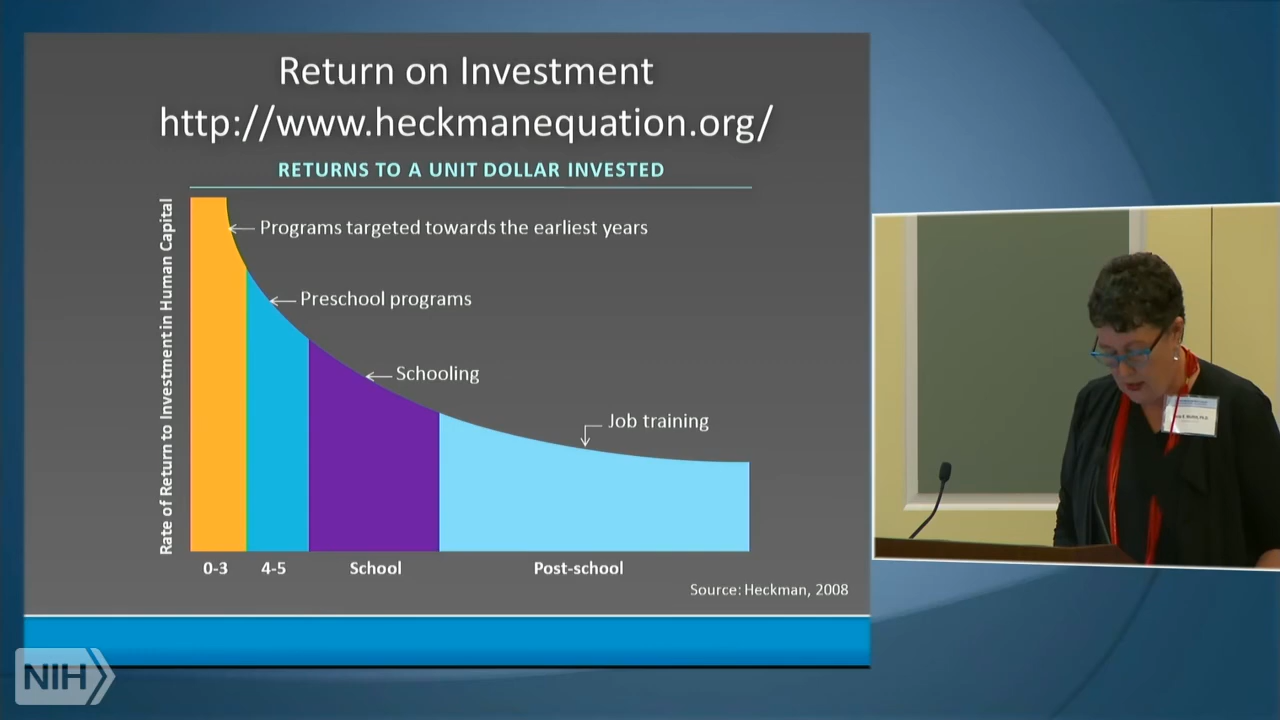 Return on Investment
http://www.heckmanequation.org/
RETURNS TO A UNIT DOLLAR INVESTED
Rate of Return to Investment in Human Capital
Programs targeted towards the earliest years
Preschool programs
Schooling
Job training
0-3 4-5 School Post-school
Source: Heckman, 2008
NIH